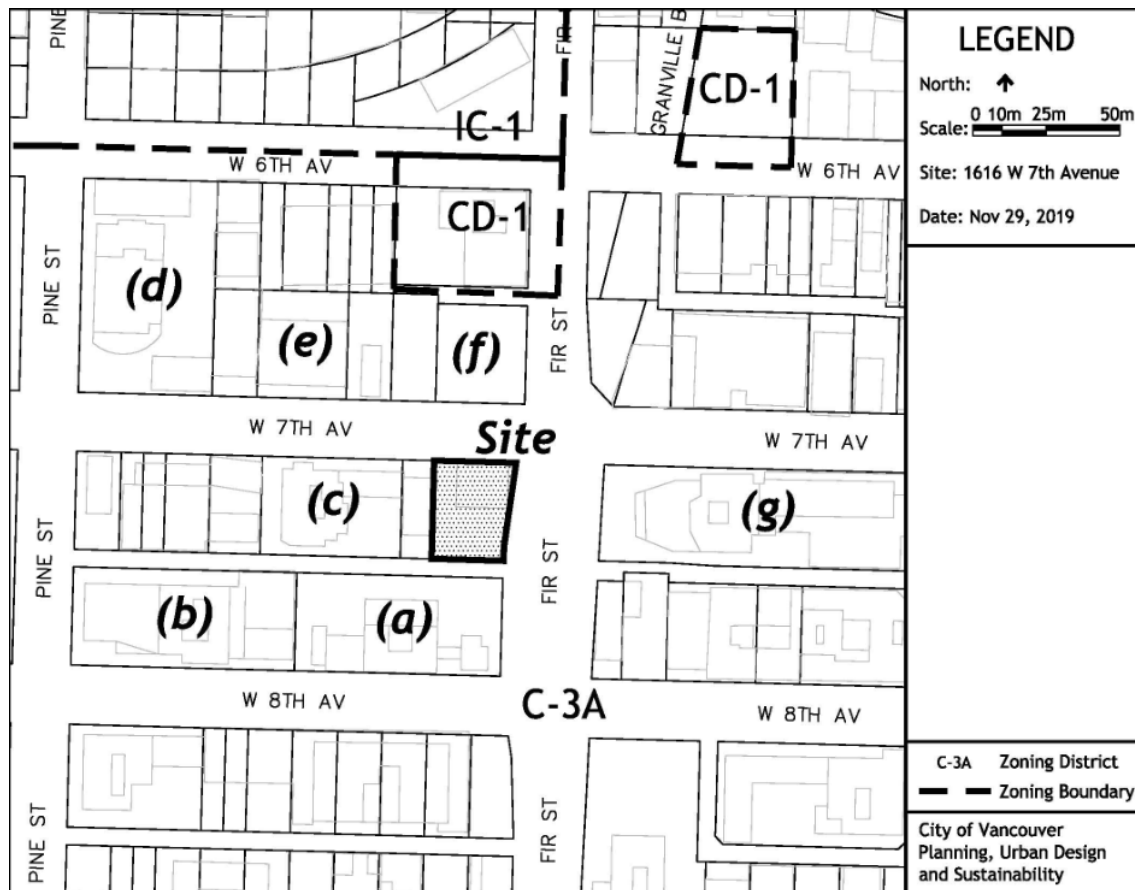 PINE
FIR
GRANVILLE B
CD-1
IC-1
W 6TH AV
W 6TH AV
CD-1
PINE ST
(d)
(e)
(f)
FIR ST
W 7TH AV
Site
W 7TH AV
(c)
(g)
PINE ST
FIR ST
(b)
(a)
W 8TH AV
C-3A
W 8TH AV
PINE ST
FIR ST
LEGEND
North:
0 10m 25m 50m
Scale:
Site: 1616 W 7th Avenue
Date: Nov 29, 2019
C-3A Zoning District
Zoning Boundary
City of Vancouver
Planning, Urban Design
and Sustainability